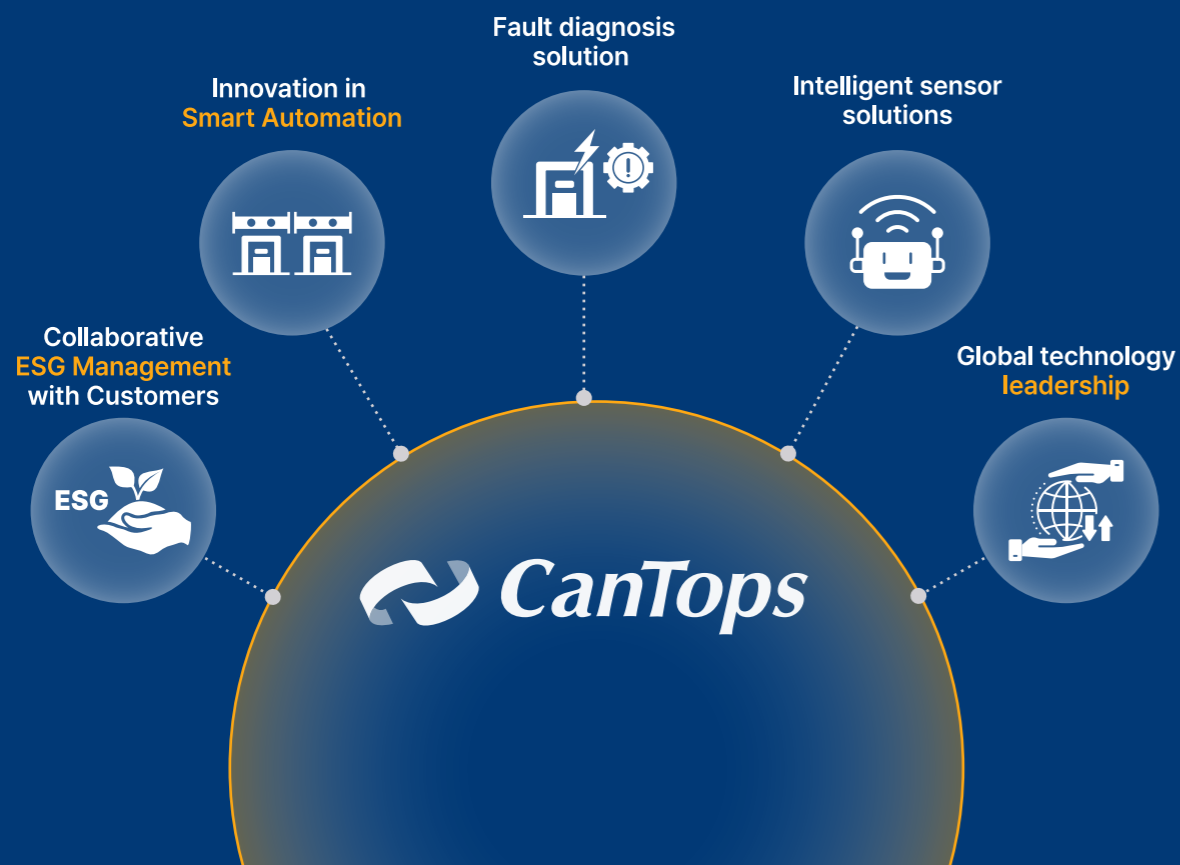 Fault diagnosis
solution
Innovation in
Smart Automation
Intelligent sensor
solutions
Collaborative
ESG Management
with Customers
Global technology
leadership
ESG
CanTops